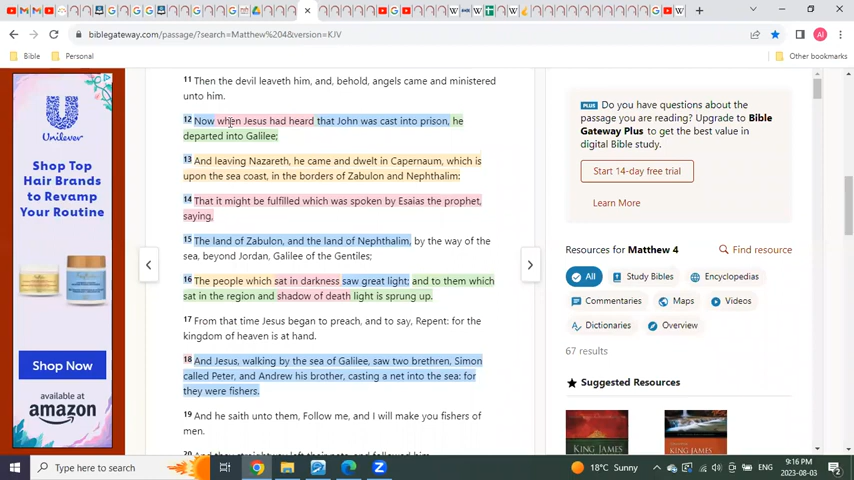 biblegateway.com/passage/?search=Matthew%204&version=KJV
Bible
Personal
Other bookmarks
11 Then the devil leaveth him, and, behold, angels came and ministered
unto him.
12 Now when Jesus had heard that John was cast into prison, he
departed into Galilee;
13 And leaving Nazareth, he came and dwelt in Capernaum, which is
upon the sea coast, in the borders of Zabulon and Nephthalim:
14 That it might be fulfilled which was spoken by Esaias the prophet,
saying,
15 The land of Zabulon, and the land of Nephthalim, by the way of the
sea, beyond Jordan, Galilee of the Gentiles;
16 The people which sat in darkness saw great light; and to them which
sat in the region and shadow of death light is sprung up.
17 From that time Jesus began to preach, and to say, Repent: for the
kingdom of heaven is at hand.
18 And Jesus, walking by the sea of Galilee, saw two brethren, Simon
called Peter, and Andrew his brother, casting a net into the sea: for
they were fishers.
19 And he saith unto them, Follow me, and I will make you fishers of
men.
Unilever
Shop Top
Hair Brands
to Revamp
Your Routine
Shop Now
available at
amazon
PLUS Do you have questions about the
passage you are reading? Upgrade to Bible
Gateway Plus to get the best value in
digital Bible study.
Start 14-day free trial
Learn More
Resources for Matthew 4
Find resource
All
Study Bibles
Encyclopedias
Commentaries
Maps
Videos
Dictionaries
Overview
67 results
Suggested Resources
KING JAMES
KING JAMES
Type here to search
18°C Sunny
ENG
9:16 PM
2023-08-03